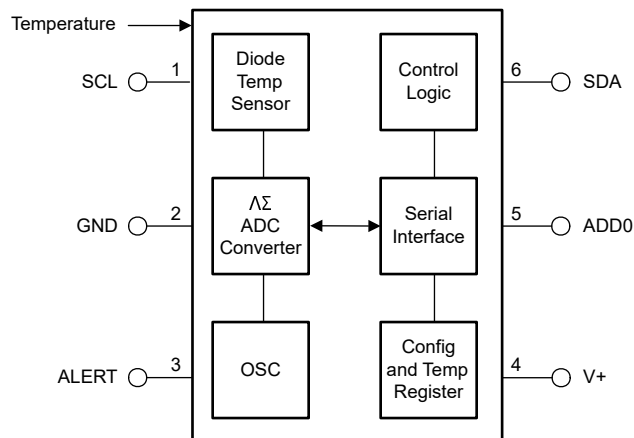 Temperature
SCL
1
Diode
Temp
Sensor
Control
Logic
6
SDA
GND
2
ΛΣ
ADC
Converter
Serial
Interface
5
ADD0
ALERT
3
OSC
Config
and Temp
Register
4
V+